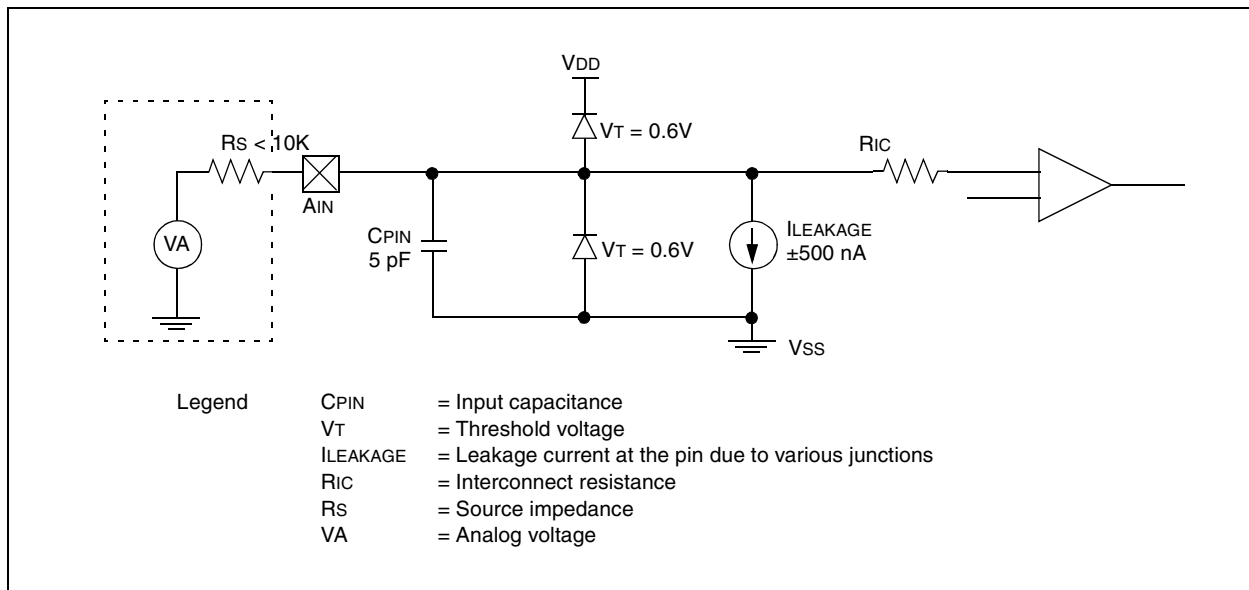 VDD
VT = 0.6V
RS < 10K
RIC
AIN
CPIN
5 pF
VA
VT = 0.6V
ILEAKAGE
±500 nA
VSS
Legend
CPIN = Input capacitance
VT = Threshold voltage
ILEAKAGE = Leakage current at the pin due to various junctions
RIC = Interconnect resistance
RS = Source impedance
VA = Analog voltage